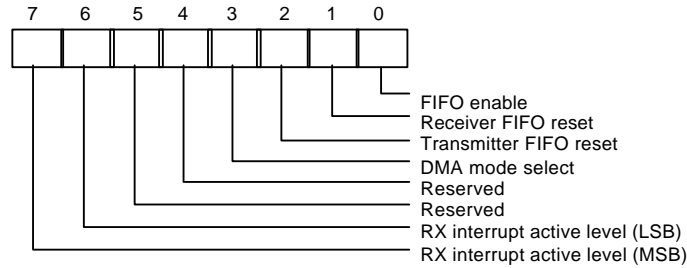 7 6 5 4 3 2 1 0
FIFO enable
Receiver FIFO reset
Transmitter FIFO reset
DMA mode select
Reserved
Reserved
RX interrupt active level (LSB)
RX interrupt active level (MSB)